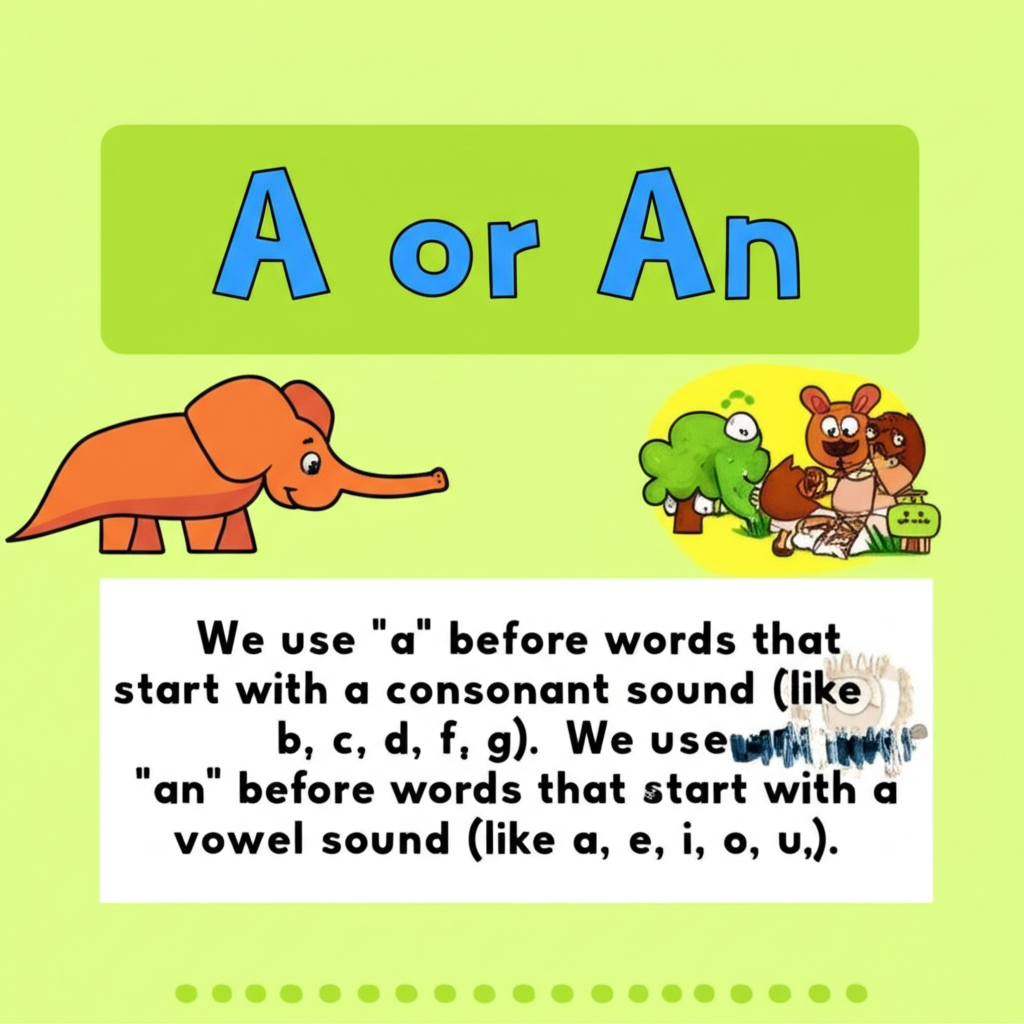 A or An
We use "a" before words that
start with a consonant sound (like
b, c, d, f, g). We use
"an" before words that start with a
vowel sound (like a, e, i, o, u,).